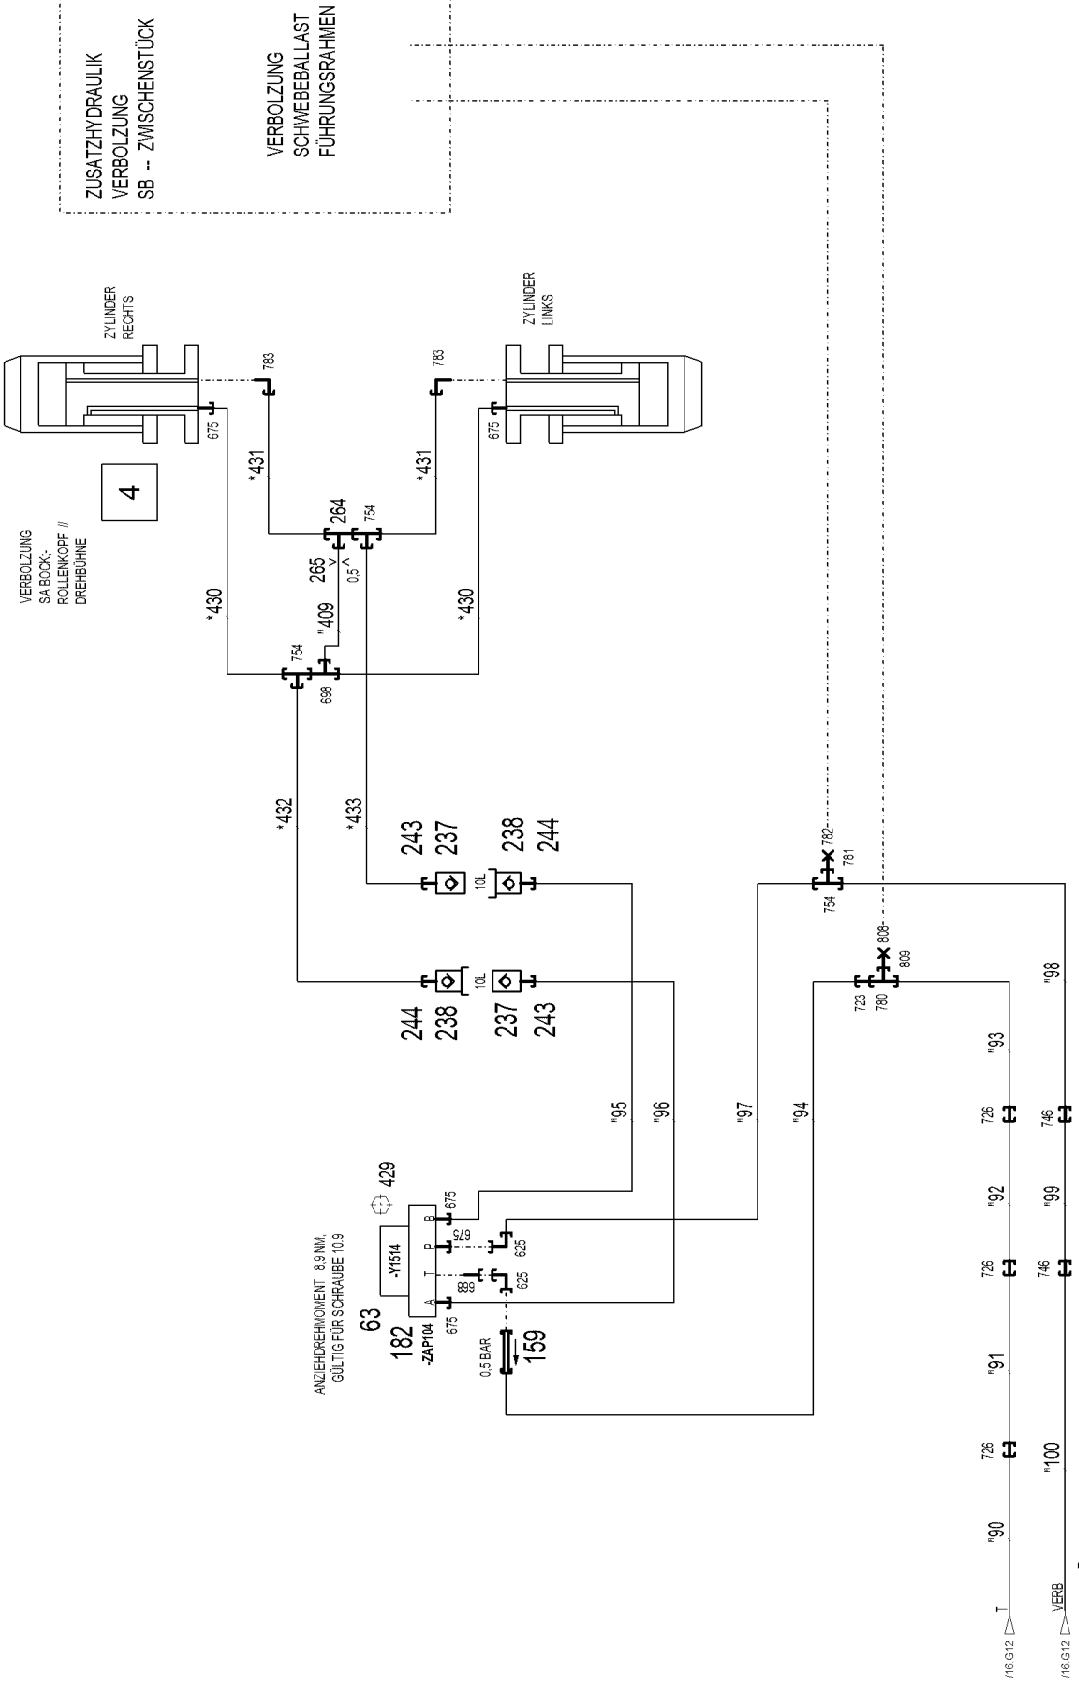 ZUSATZHYDRAULIK
VERBOLZUNG
SB -- ZWISCHENSTÜCK
VERBOLZUNG
SCHWEBEBALLAST
FÜHRUNGSRAHMEN
ZYLINDER
RECHTS
ZYLINDER
LINKS
VERBOLZUNG
SA BOCK:-
ROLLENKOPF //
DREHBÜHNE
4
675
783
783
675
*431
*431
*430
*430
264
754
265
0,5
"409
754
698
*432
*433
243
237
10L
238
244
244
238
10L
237
243
782
781
754
808
809
723
780
"95
"96
"97
"94
"93
"98
726
746
"92
"99
726
746
"91
"100
726
"90
ANZIEHDREHMOMENT 8.9 NM,
GÜLTIG FÜR SCHRAUBE 10.9
429
63
182
-ZAP104
-Y1514
A
T
P
B
675
675
675
698
625
625
0,5 BAR
159
T
VERB
/16.G12
/16.G12